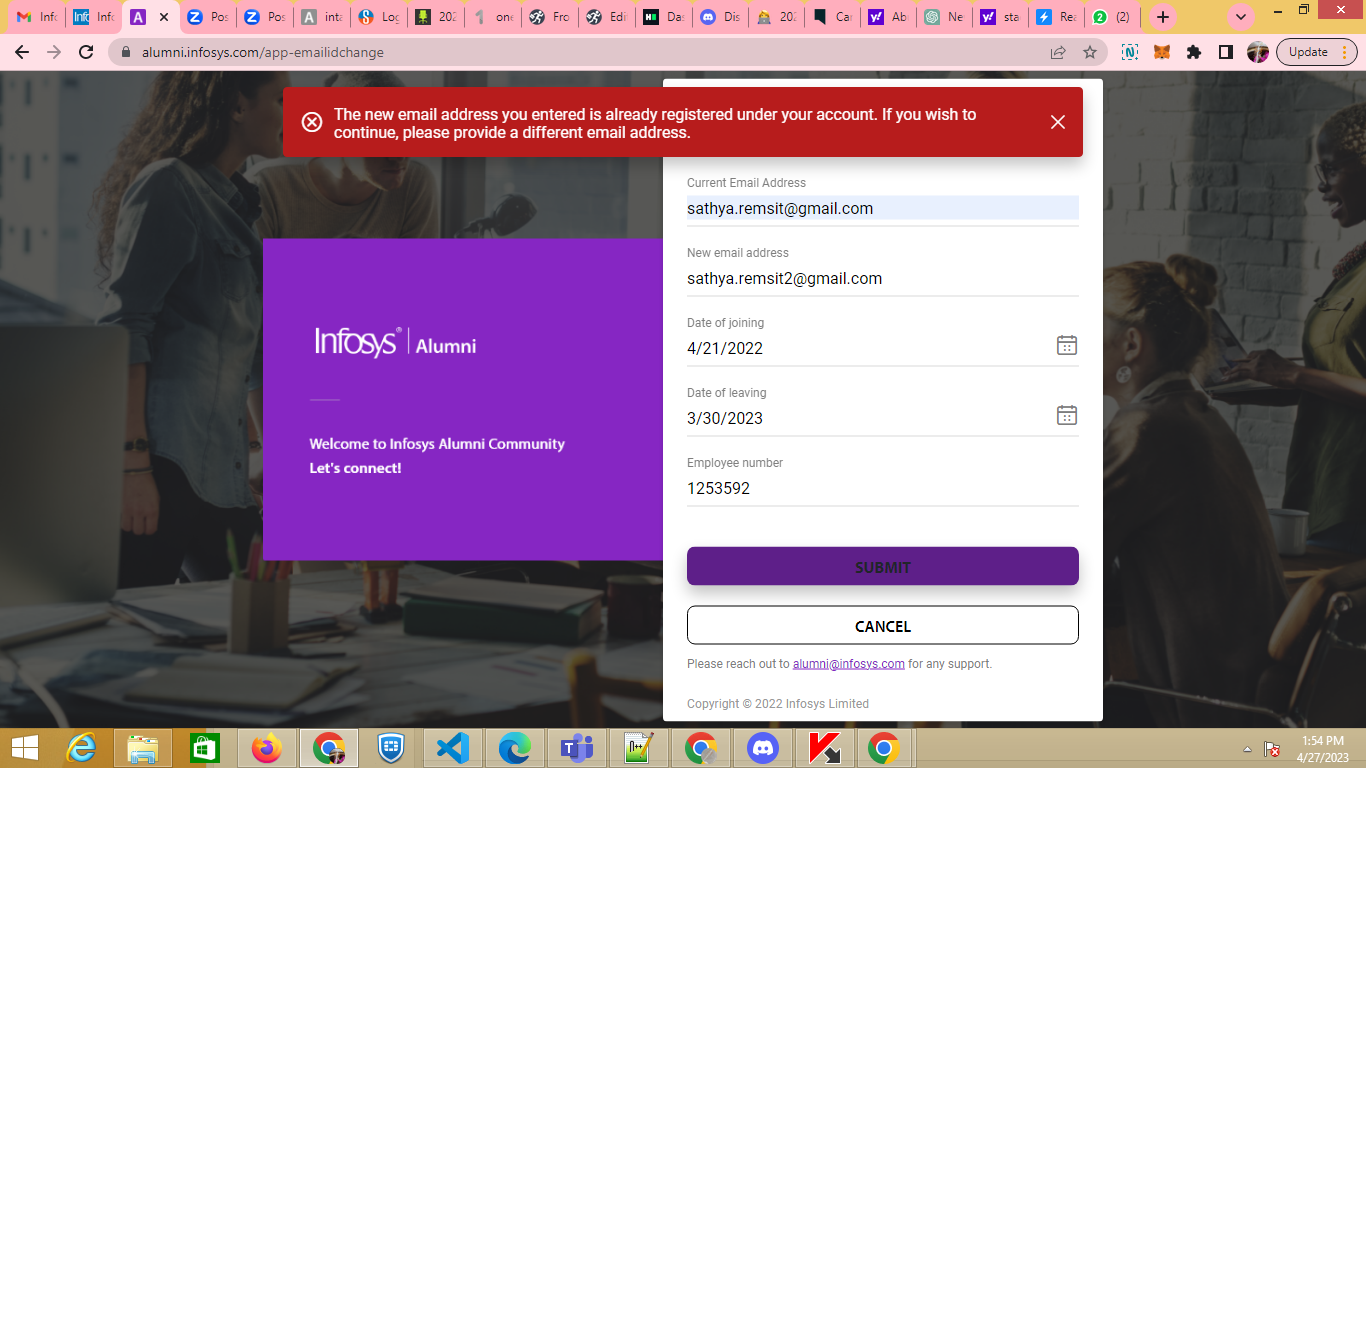 Info
Info
Pos
Pos
inta
Log
202
one
Fro
Edi
Das
Dis
202
Car
Ab
Ne
sta
Rea
(2)
alumni.infosys.com/app-emailidchange
Update
The new email address you entered is already registered under your account. If you wish to
continue, please provide a different email address.
Current Email Address
sathya.remsit@gmail.com
New email address
sathya.remsit2@gmail.com
Date of joining
4/21/2022
Date of leaving
3/30/2023
Employee number
1253592
SUBMIT
CANCEL
Please reach out to alumni@infosys.com for any support.
Copyright © 2022 Infosys Limited
Infosys® | Alumni
Welcome to Infosys Alumni Community
Let's connect!
1:54 PM
4/27/2023